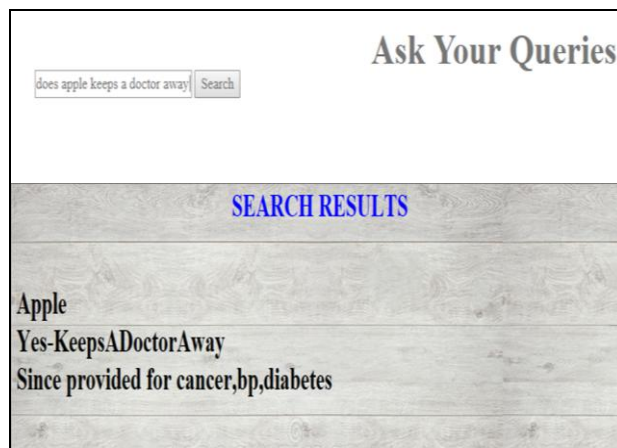 Ask Your Queries
does apple keeps a doctor away
Search
SEARCH RESULTS
Apple
Yes-KeepsADoctorAway
Since provided for cancer,bp,diabetes